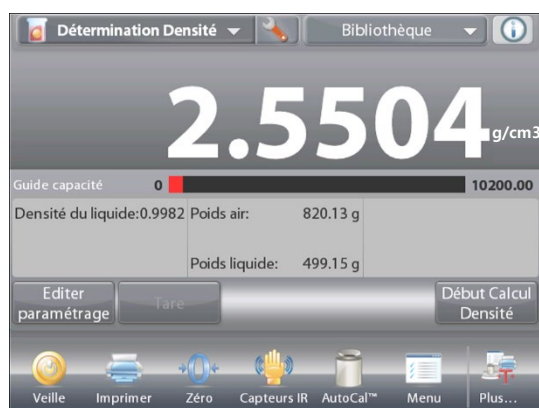 Détermination Densité
Bibliothèque
2.5504 g/cm3
Guide capacité 0 10200.00
Densité du liquide:0.9982 Poids air: 820.13 g
Poids liquide: 499.15 g
Editer
paramétrage
Tare
Début Calcul
Densité
Veille Imprimer Zéro Capteurs IR AutoCal™ Menu Plus...